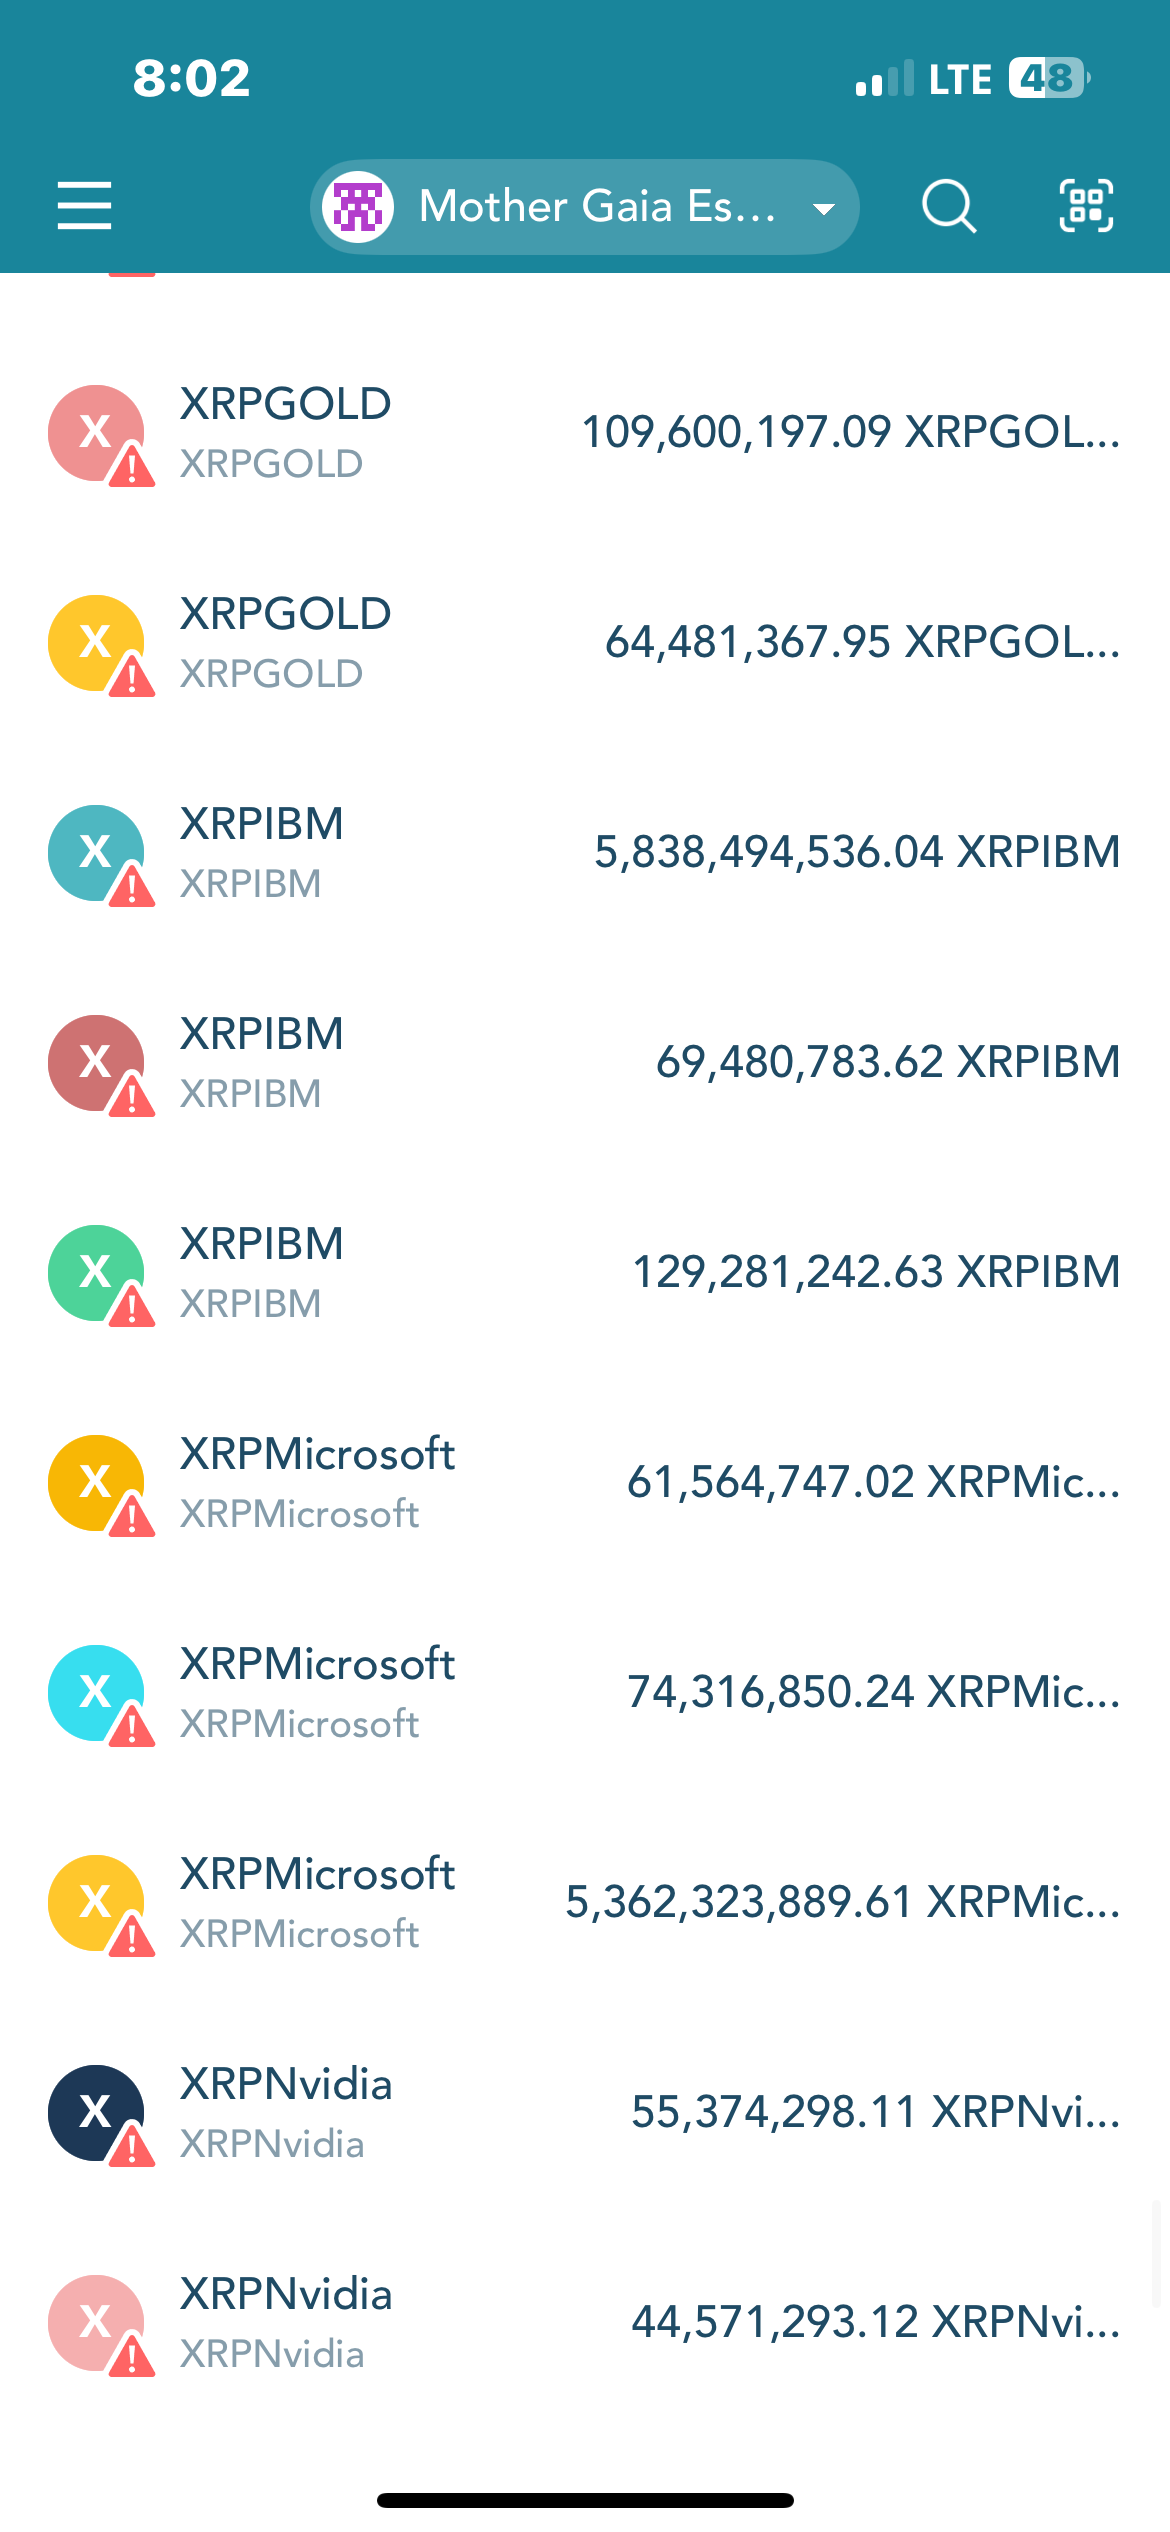 8:02
LTE 48
Mother Gaia Es...
X
XRPGOLD
XRPGOLD
109,600,197.09 XRPGOL...
X
XRPGOLD
XRPGOLD
64,481,367.95 XRPGOL...
X
XRPIBM
XRPIBM
5,838,494,536.04 XRPIBM
X
XRPIBM
XRPIBM
69,480,783.62 XRPIBM
X
XRPIBM
XRPIBM
129,281,242.63 XRPIBM
X
XRPMicrosoft
XRPMicrosoft
61,564,747.02 XRPMic...
X
XRPMicrosoft
XRPMicrosoft
74,316,850.24 XRPMic...
X
XRPMicrosoft
XRPMicrosoft
5,362,323,889.61 XRPMic...
X
XRPNvidia
XRPNvidia
55,374,298.11 XRPNvi...
X
XRPNvidia
XRPNvidia
44,571,293.12 XRPNvi...